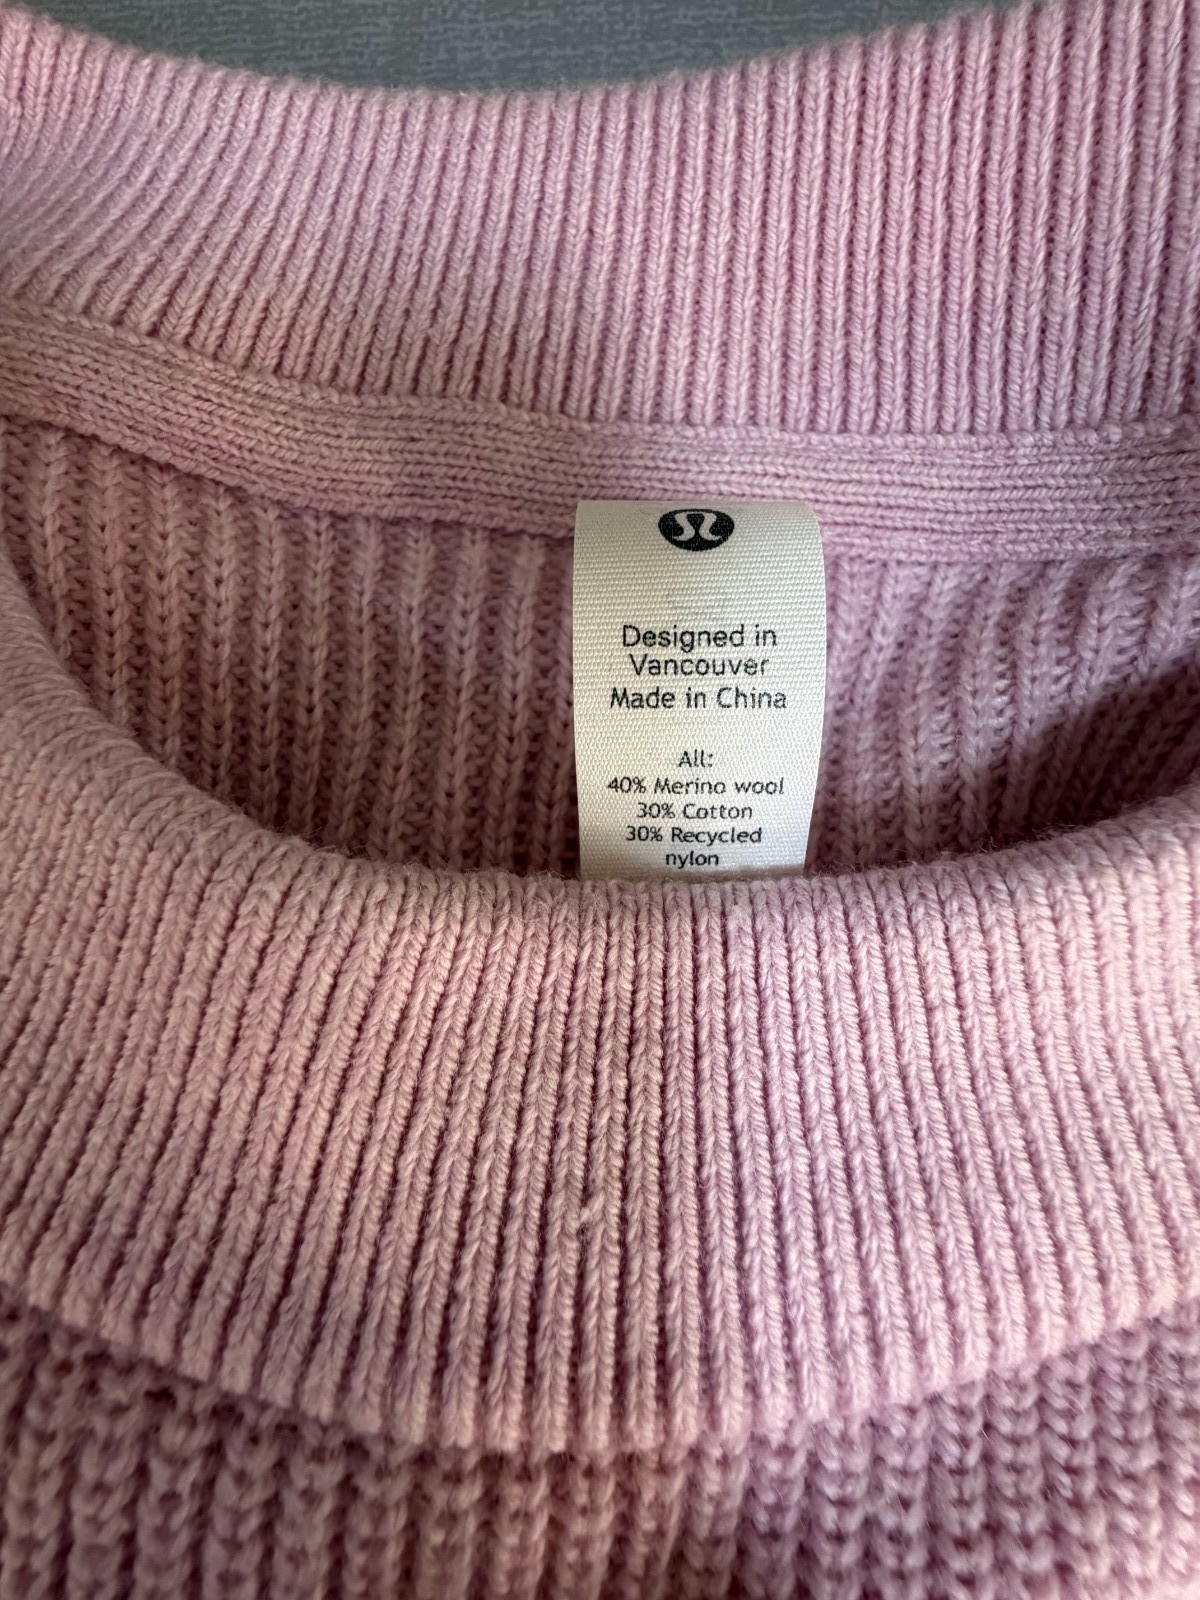 Designed in
Vancouver
Made in China
All:
40% Merino wool
30% Cotton
30% Recycled
nylon